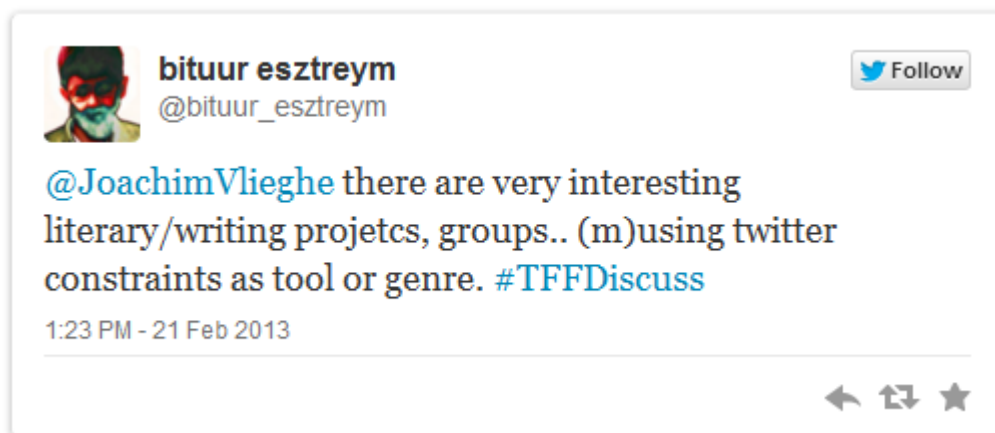 bituur esztreym
Follow
@bituur_esztreym
@JoachimVlieghe there are very interesting
literary/writing projetcs, groups.. (m)using twitter
constraints as tool or genre. #TFFDiscuss
1:23 PM - 21 Feb 2013